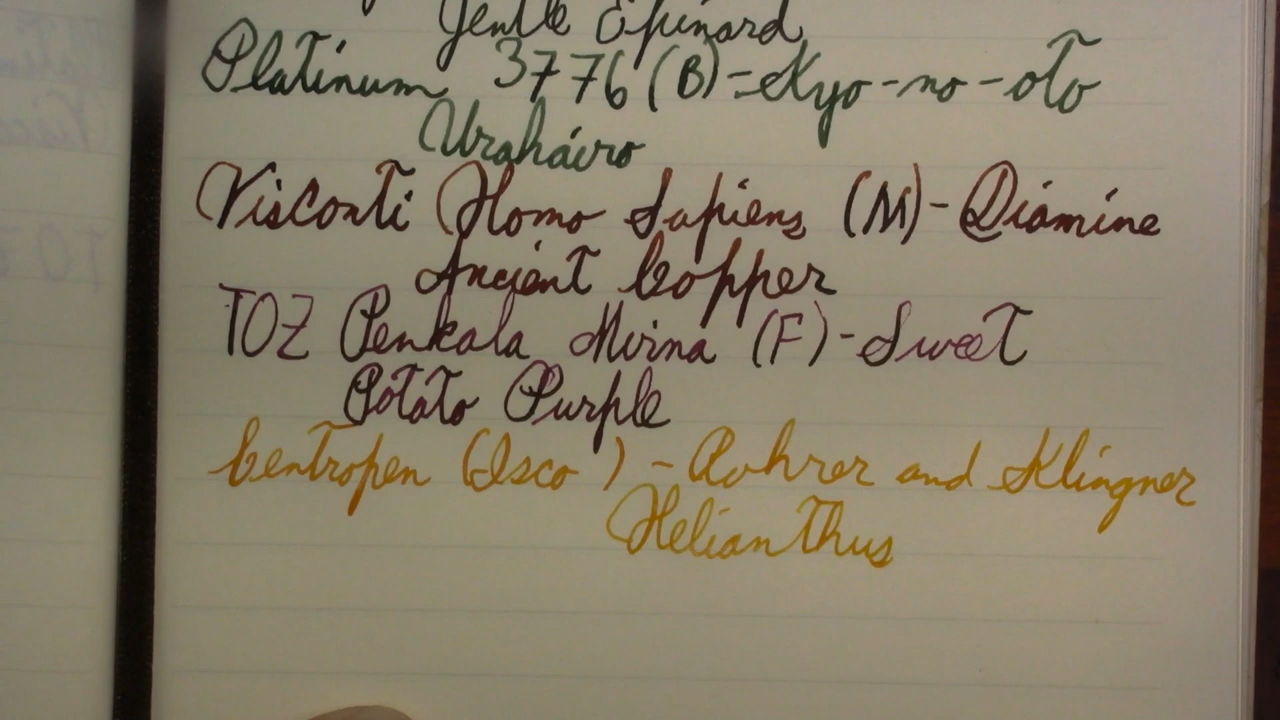 Gentle Epinard
Platinum 3776 (B)-Kyo-no-oto
Urahairo
Visconti Homo Sapiens (M)-Diamine
Ancient Copper
TOZ Penkala Mirna (F)-Sweet
Potato Purple
Centropen (Isco ) - Rohrer and Klingner
Helianthus